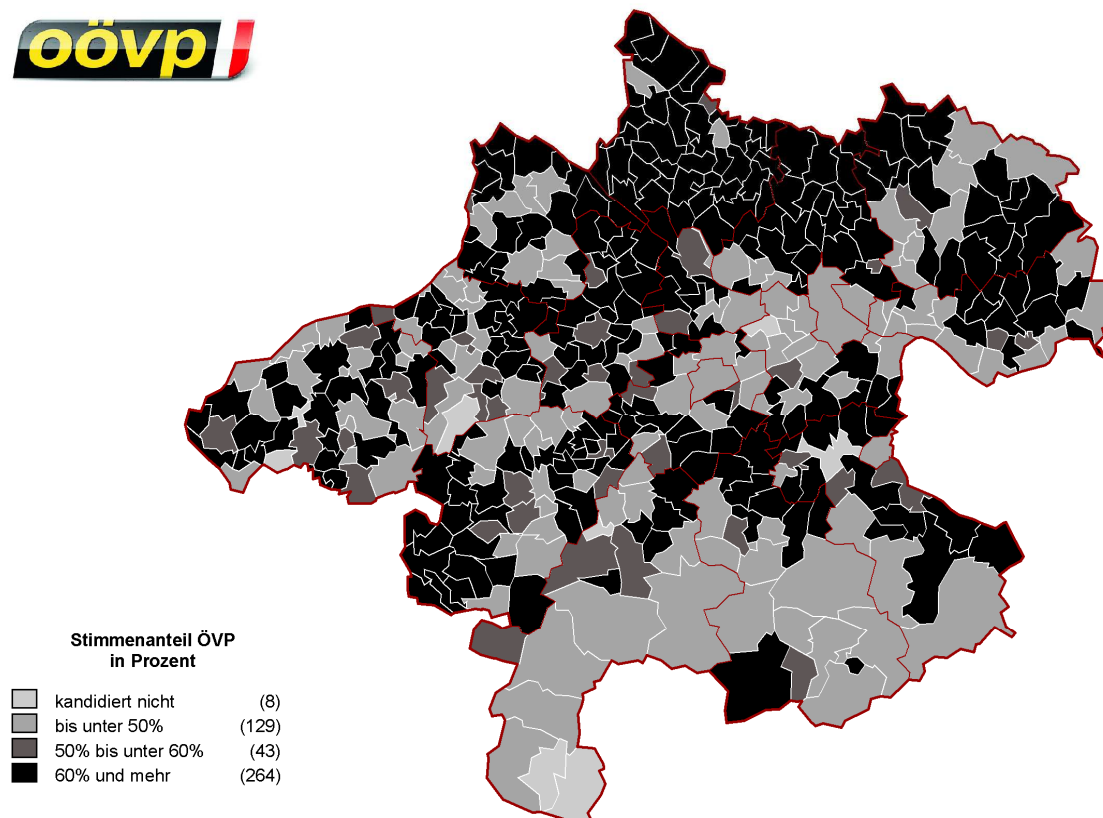 oövp
Stimmenanteil ÖVP
in Prozent
kandidiert nicht (8)
bis unter 50% (129)
50% bis unter 60% (43)
60% und mehr (264)